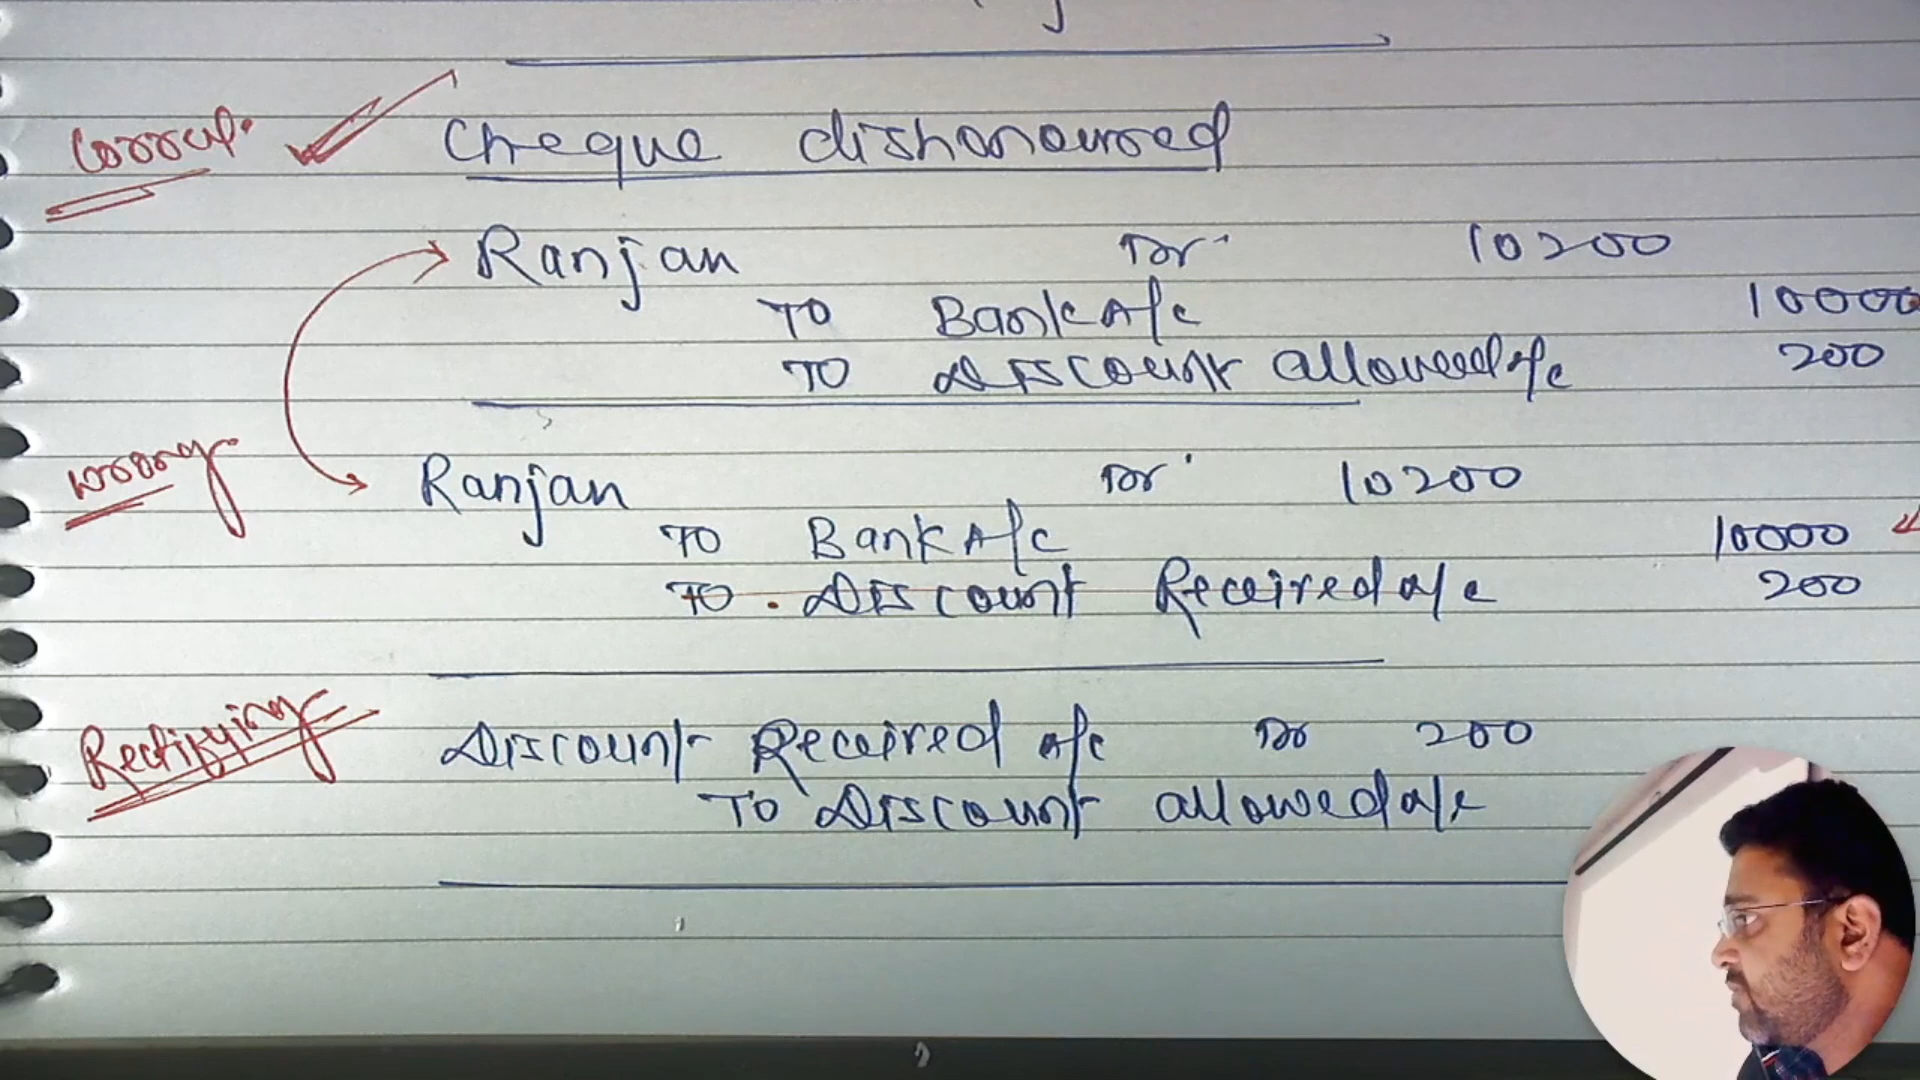 Correct. Cheque dishonoured
Ranjan Dr. 10200
To Bank A/c 10000
To Discount allowed a/c 200
Wrong. Ranjan Dr. 10200
To Bank A/c 10000
To Discount Received a/c 200
Rectifying Discount Received A/c Dr 200
To Discount allowed a/c